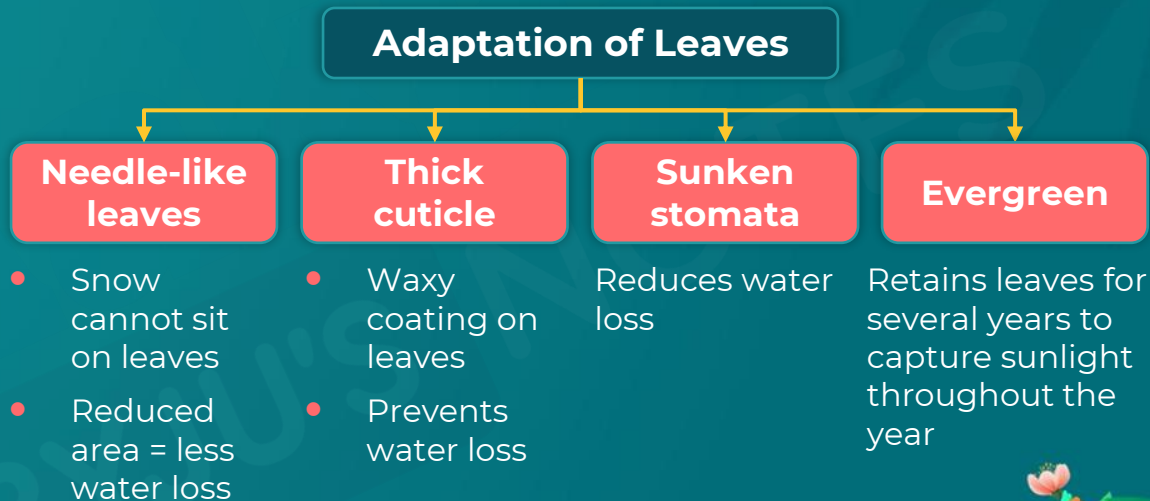 Adaptation of Leaves
Needle-like
leaves
• Snow
cannot sit
on leaves
• Reduced
area = less
water loss
Thick
cuticle
• Waxy
coating on
leaves
• Prevents
water loss
Sunken
stomata
Reduces water
loss
Evergreen
Retains leaves for
several years to
capture sunlight
throughout the
year
BYJU'S NOTES